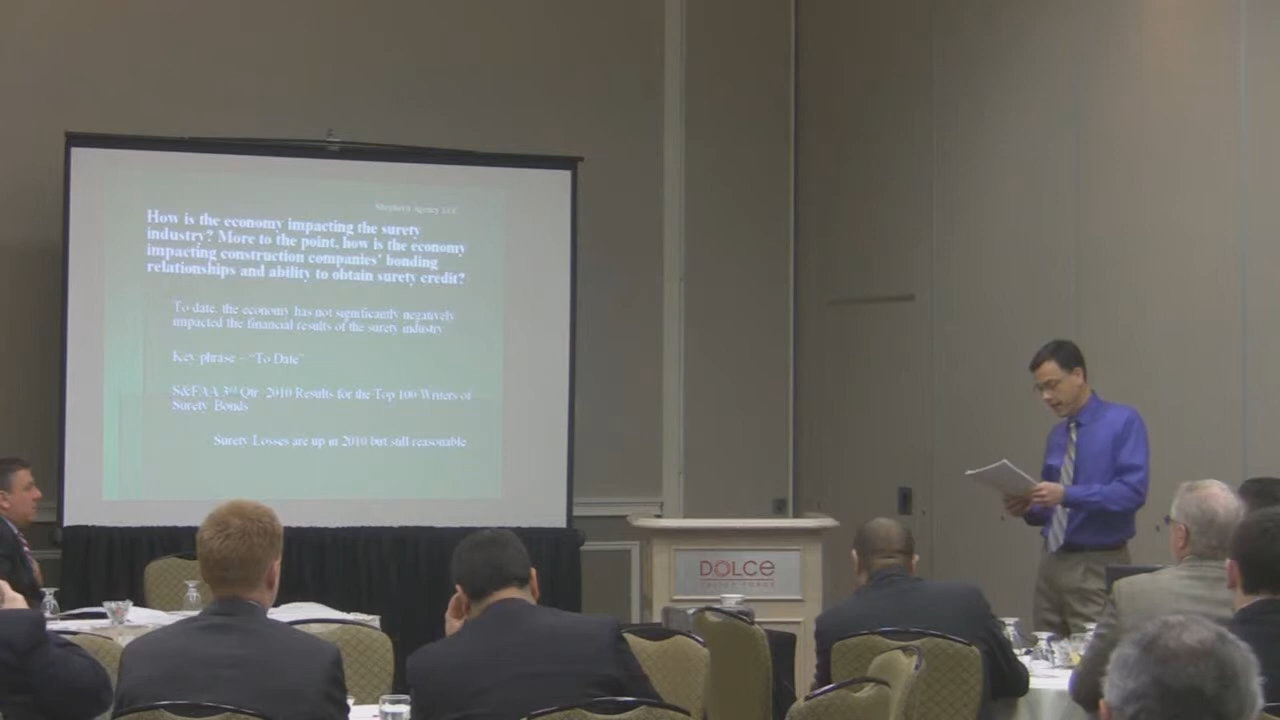 Shepherd Agency LLC
How is the economy impacting the surety
industry? More to the point, how is the economy
impacting construction companies' bonding
relationships and ability to obtain surety credit?
To date, the economy has not significantly negatively
impacted the financial results of the surety industry
Key phrase – "To Date"
S&FAA 3rd Qtr. 2010 Results for the Top 100 Writers of
Surety Bonds
Surety Losses are up in 2010 but still reasonable
DOLCE
VALLEY FORGE